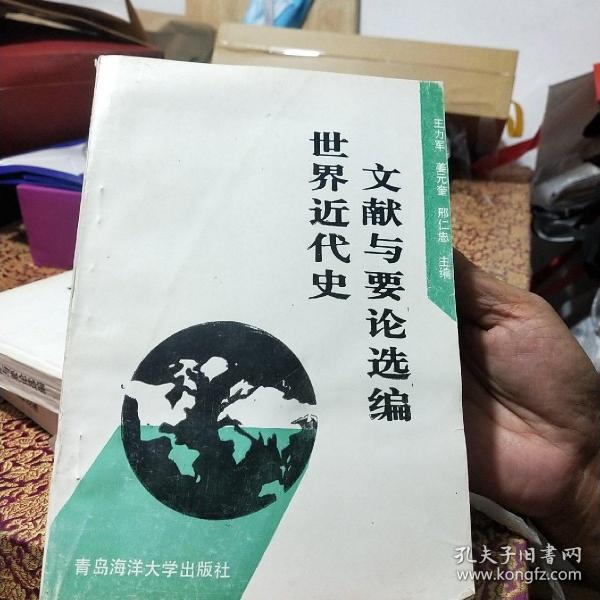 世界近代史
文献与要论选编
王力军 姜元奎 邢仁忠 主编
青岛海洋大学出版社
孔夫子旧书网
www.kongfz.com